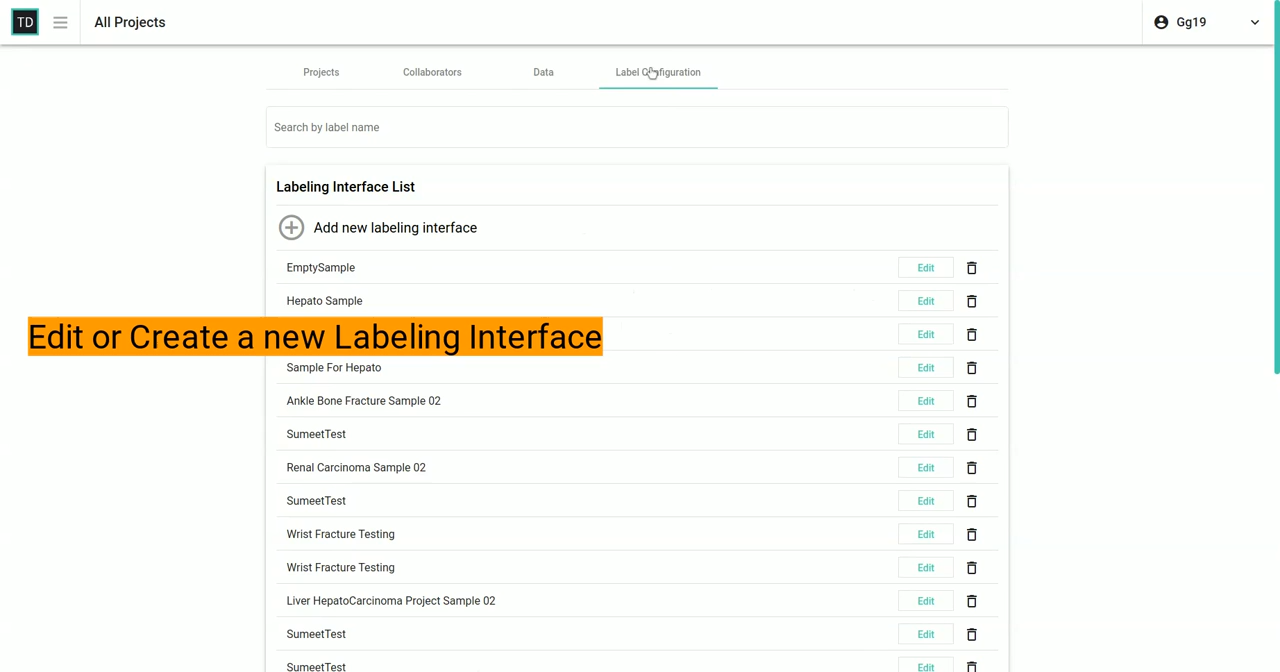 TD
All Projects
Gg19
Projects Collaborators Data Label Configuration
Search by label name
Labeling Interface List
Add new labeling interface
EmptySample Edit
Hepato Sample Edit
Edit or Create a new Labeling Interface
Edit
Sample For Hepato Edit
Ankle Bone Fracture Sample 02 Edit
SumeetTest Edit
Renal Carcinoma Sample 02 Edit
SumeetTest Edit
Wrist Fracture Testing Edit
Wrist Fracture Testing Edit
Liver HepatoCarcinoma Project Sample 02 Edit
SumeetTest Edit
SumeetTest Edit